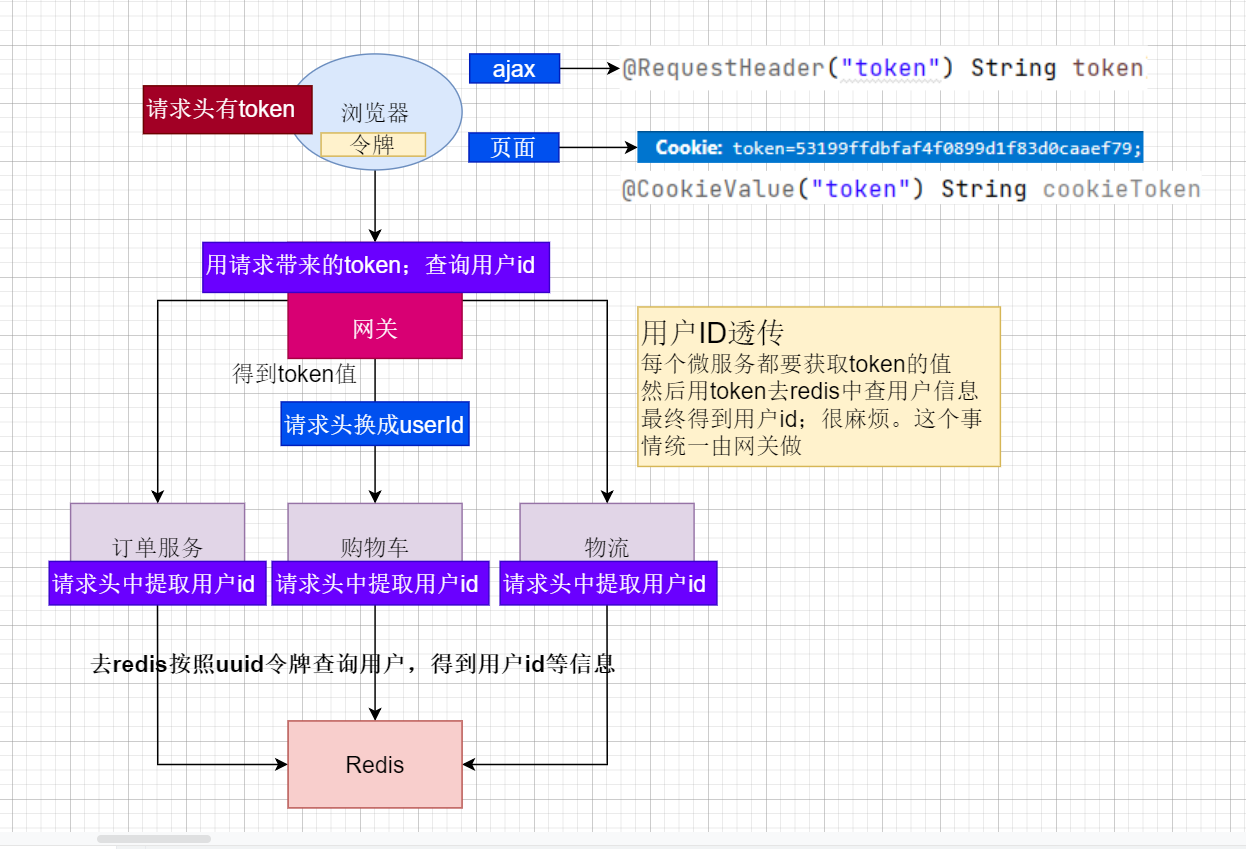 ajax
@RequestHeader("token") String token
请求头有token
浏览器
令牌
页面
Cookie: token=53199ffdbfaf4f0899d1f83d0caaef79;
@CookieValue("token") String cookieToken
用请求带来的token；查询用户id
网关
得到token值
请求头换成userId
用户ID透传
每个微服务都要获取token的值
然后用token去redis中查用户信息
最终得到用户id；很麻烦。这个事
情统一由网关做
订单服务
购物车
物流
请求头中提取用户id
请求头中提取用户id
请求头中提取用户id
去redis按照uuid令牌查询用户，得到用户id等信息
Redis